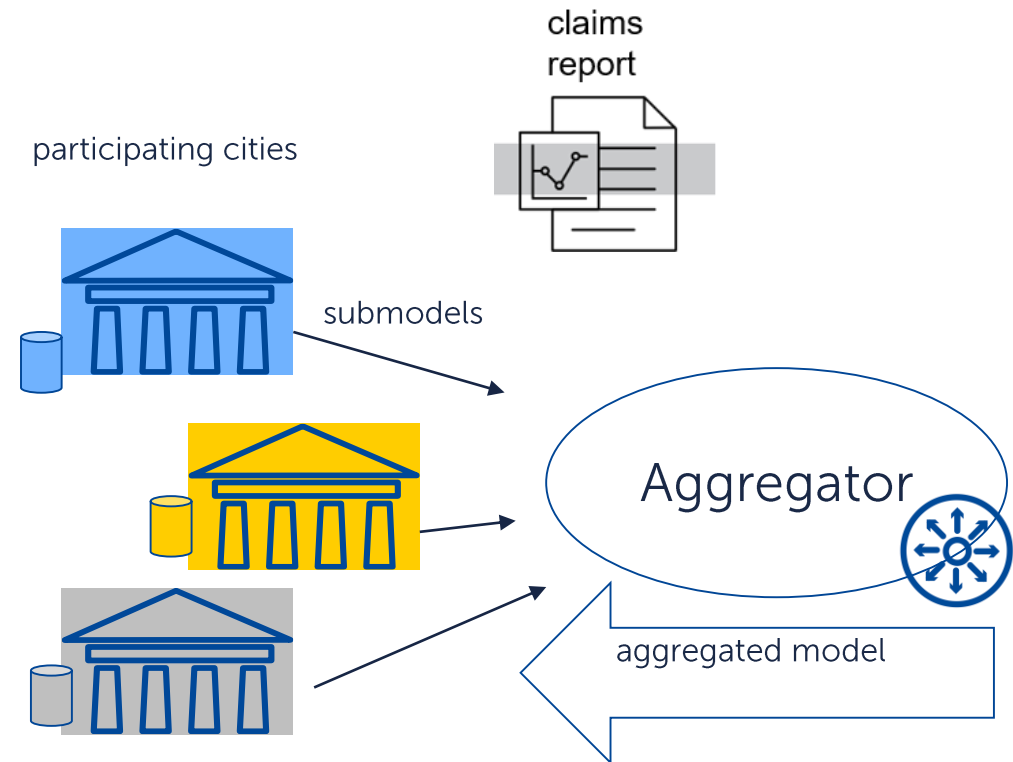 claims
report
participating cities
submodels
Aggregator
aggregated model